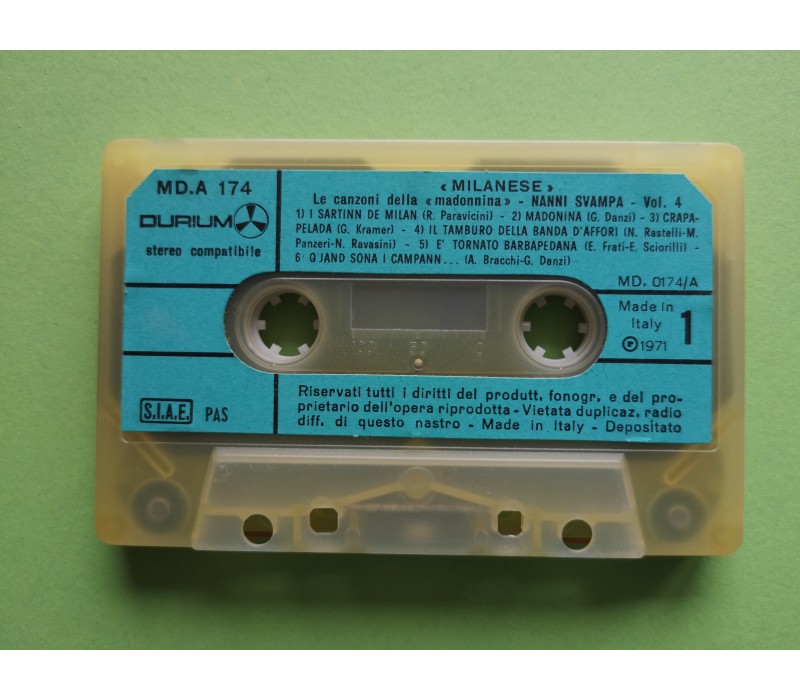 MD.A 174
DURIUM
stereo compatibile
« MILANESE »
Le canzoni della «madonnina» - NANNI SVAMPA - Vol. 4
1) I SARTINN DE MILAN (R. Paravicini) - 2) MADONINA (G. Danzi) - 3) CRAPA-
PELADA (G. Kramer) - 4) IL TAMBURO DELLA BANDA D'AFFORI (N. Rastelli-M.
Panzeri-N. Ravasini) - 5) E' TORNATO BARBAPEDANA (E. Frati-E. Sciorilli) -
6) QJAND SONA I CAMPANN... (A. Bracchi-G. Danzi)
MD. 0174/A
Made in
Italy
1
Ⓟ 1971
100 50 0
S.I.A.E. PAS
Riservati tutti i diritti del produtt. fonogr. e del pro-
prietario dell'opera riprodotta - Vietata duplicaz. radio
diff. di questo nastro - Made in Italy - Depositato